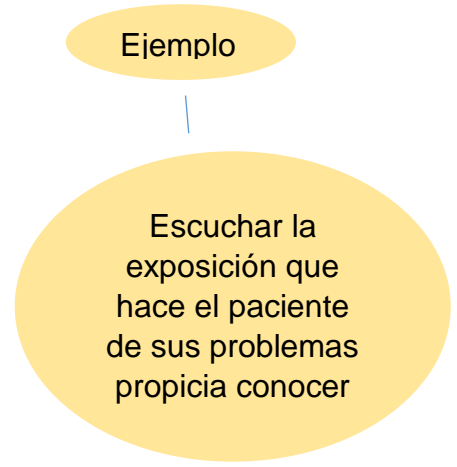 Ejemplo
Escuchar la
exposición que
hace el paciente
de sus problemas
propicia conocer